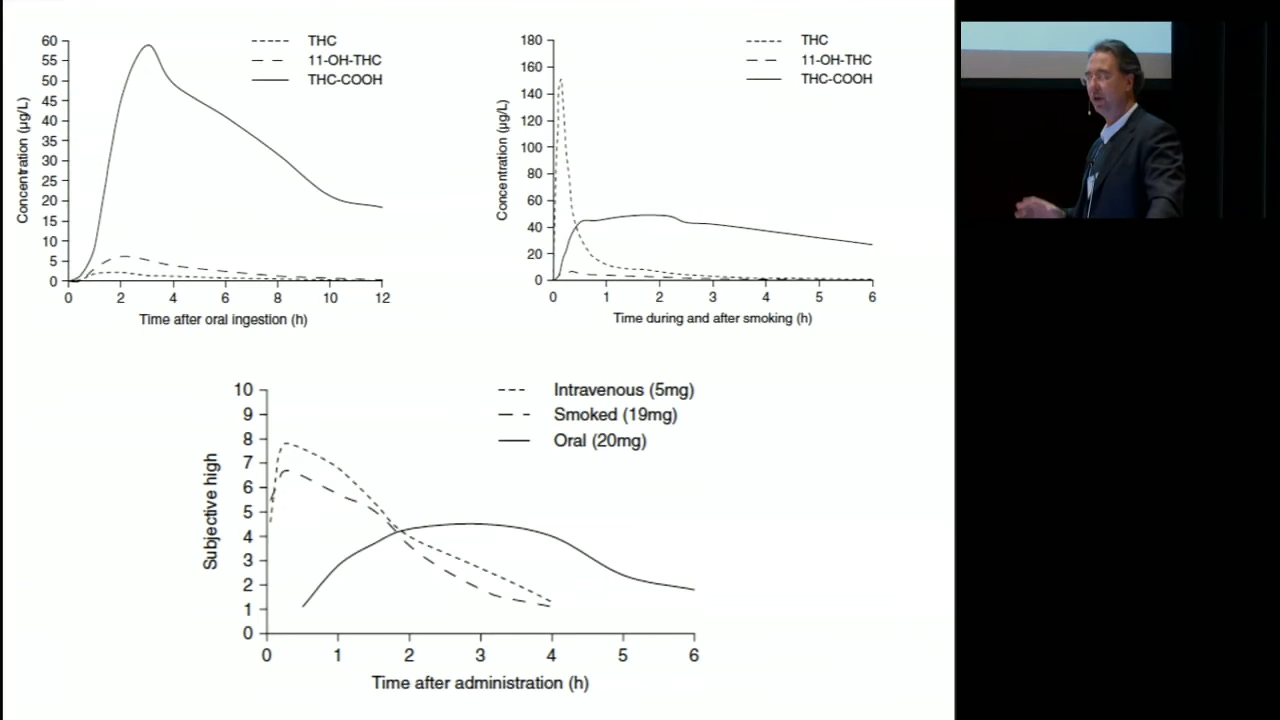 60
55
50
45
40
35
30
25
20
15
10
5
0
Concentration (µg/L)
THC
11-OH-THC
THC-COOH
0 2 4 6 8 10 12
Time after oral ingestion (h)
180
160
140
120
100
80
60
40
20
0
Concentration (µg/L)
THC
11-OH-THC
THC-COOH
0 1 2 3 4 5 6
Time during and after smoking (h)
10
9
8
7
6
5
4
3
2
1
0
Subjective high
Intravenous (5mg)
Smoked (19mg)
Oral (20mg)
0 1 2 3 4 5 6
Time after administration (h)